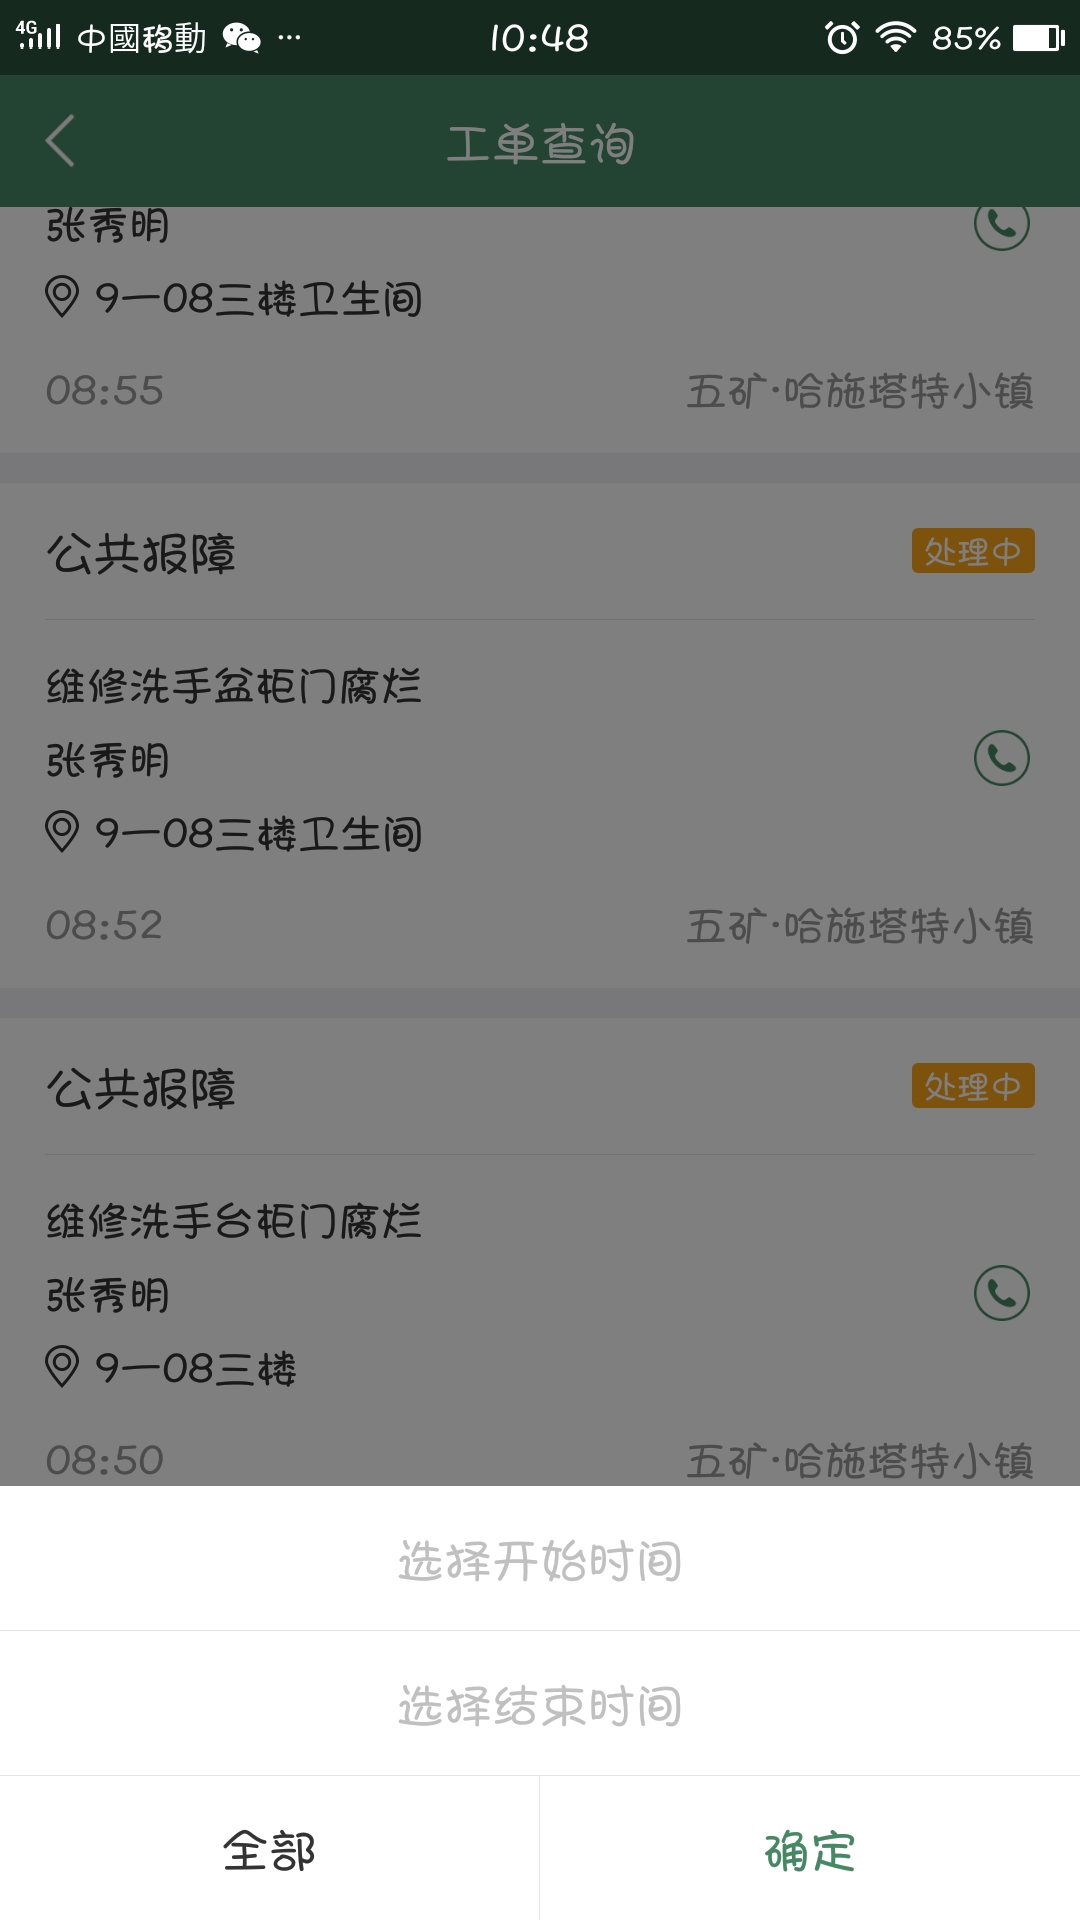 4G 中國移動 ··· 10:48 85%
工单查询
张秀明
9一08三楼卫生间
08:55 五矿·哈施塔特小镇
公共报障 处理中
维修洗手盆柜门腐烂
张秀明
9一08三楼卫生间
08:52 五矿·哈施塔特小镇
公共报障 处理中
维修洗手台柜门腐烂
张秀明
9一08三楼
08:50 五矿·哈施塔特小镇
选择开始时间
选择结束时间
全部 确定